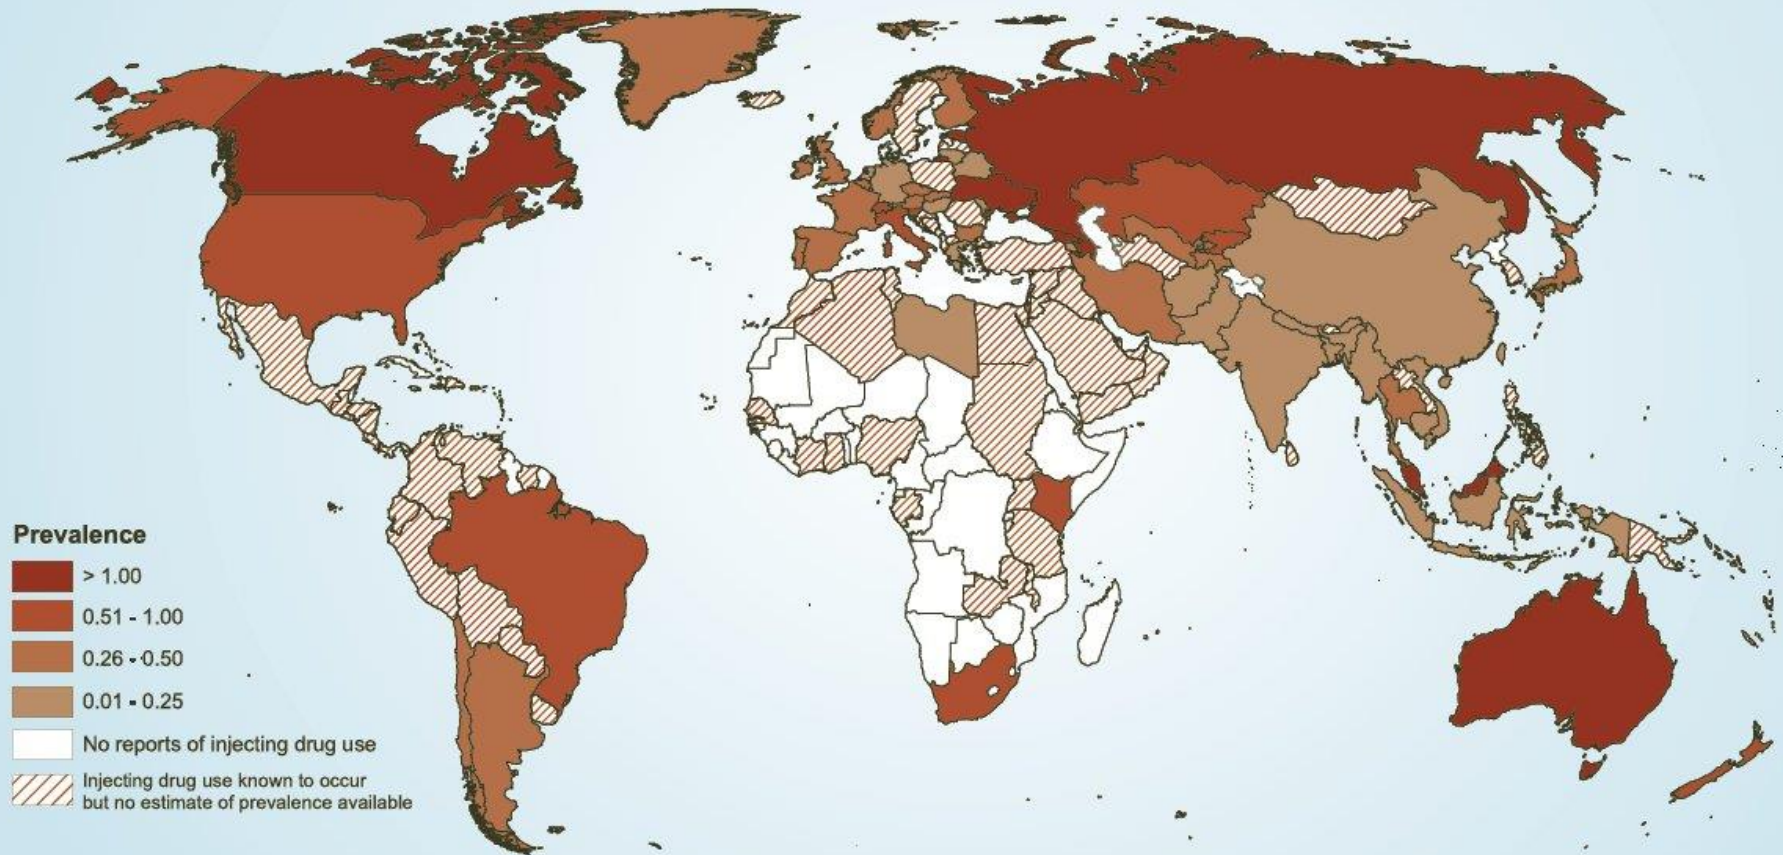 Prevalence
> 1.00
0.51 - 1.00
0.26 - 0.50
0.01 - 0.25
No reports of injecting drug use
Injecting drug use known to occur
but no estimate of prevalence available